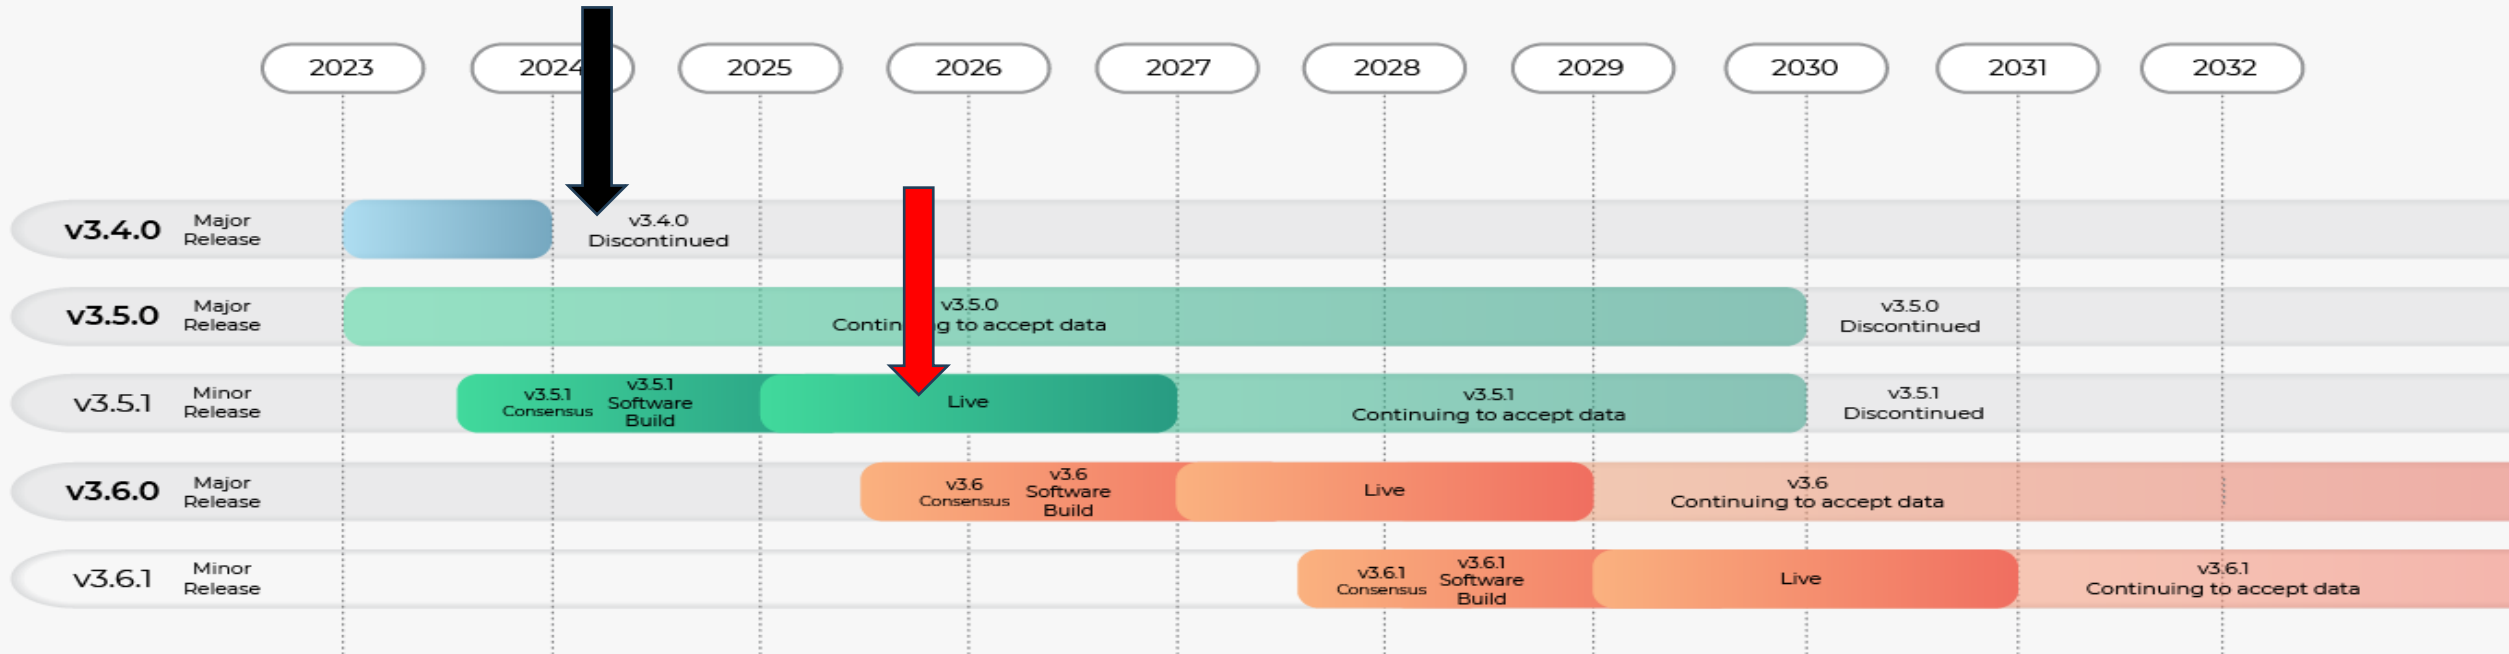 2023 2024 2025 2026 2027 2028 2029 2030 2031 2032
v3.4.0
Major
Release
v3.4.0
Discontinued
v3.5.0
Major
Release
v3.5.0
to accept data
v3.5.0
Discontinued
v3.5.1
Minor
Release
v3.5.1
Consensus
v3.5.1
Software
Build
Live
v3.5.1
Continuing to accept data
v3.5.1
Discontinued
v3.6.0
Major
Release
v3.6
Consensus
v3.6
Software
Build
Live
v3.6
Continuing to accept data
v3.6.1
Minor
Release
v3.6.1
Consensus
v3.6.1
Software
Build
Live
v3.6.1
Continuing to accept data